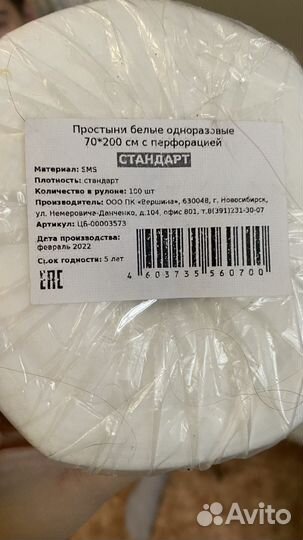 Простыни белые одноразовые
70*200 см с перфорацией
СТАНДАРТ
Материал: SMS
Плотность: стандарт
Количество в рулоне: 100 шт
Производитель: ООО ПК «Вершина», 630048, г. Новосибирск,
ул. Немеровича-Данченко, д.104, офис 801, т.8(391)231-30-07
Артикул: ЦБ-00003573
Дата производства:
февраль 2022
Срок годности: 5 лет
EAC
4 603735 560700
Avito